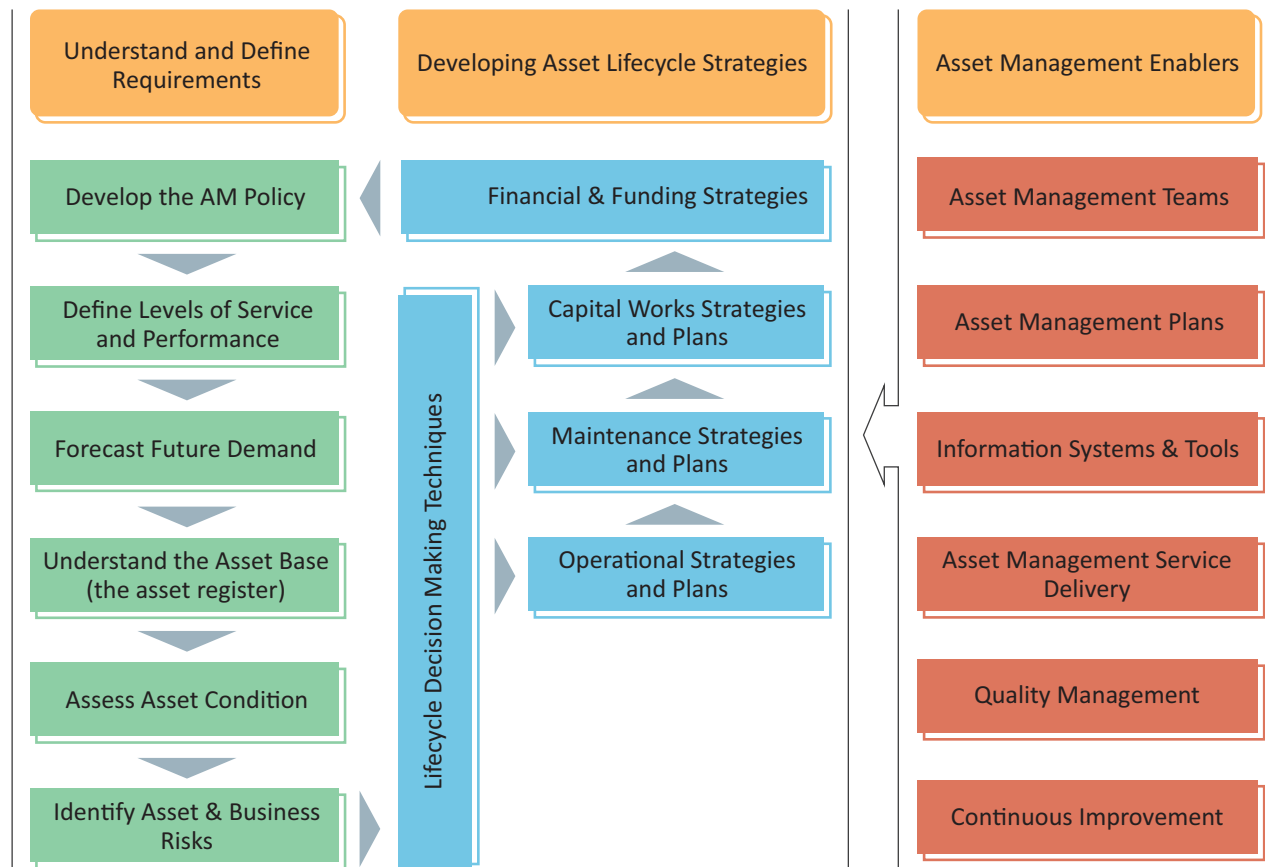 Understand and Define
Requirements
Developing Asset Lifecycle Strategies
Asset Management Enablers
Develop the AM Policy
Define Levels of Service
and Performance
Forecast Future Demand
Understand the Asset Base
(the asset register)
Assess Asset Condition
Identify Asset & Business
Risks
Financial & Funding Strategies
Lifecycle Decision Making Techniques
Capital Works Strategies
and Plans
Maintenance Strategies
and Plans
Operational Strategies
and Plans
Asset Management Teams
Asset Management Plans
Information Systems & Tools
Asset Management Service
Delivery
Quality Management
Continuous Improvement